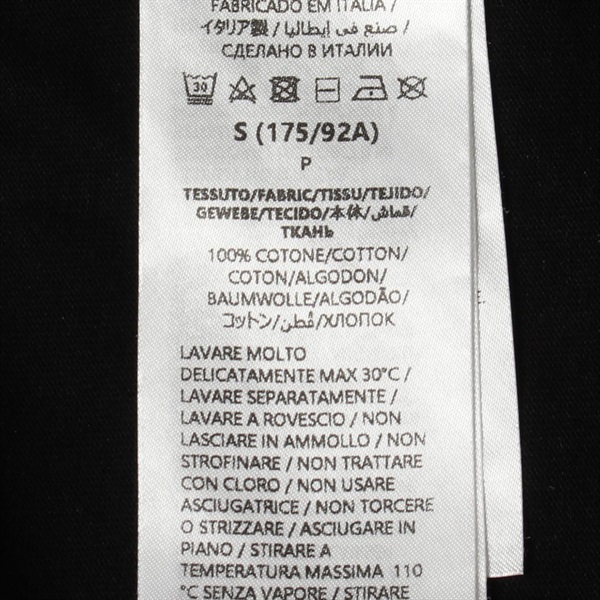 FABRICADO EM ITALIA /
イタリア製 / صنع في إيطاليا /
СДЕЛАНО В ИТАЛИИ
30
S (175/92A)
P
TESSUTO/FABRIC/TISSU/TEJIDO/
GEWEBE/TECIDO/本体/قماش/
ТКАНЬ
100% COTONE/COTTON/
COTON/ALGODON/
BAUMWOLLE/ALGODÃO/
コットン/قطن/ХЛОПОК
LAVARE MOLTO
DELICATAMENTE MAX 30°C /
LAVARE SEPARATAMENTE /
LAVARE A ROVESCIO / NON
LASCIARE IN AMMOLLO / NON
STROFINARE / NON TRATTARE
CON CLORO / NON USARE
ASCIUGATRICE / NON TORCERE
O STRIZZARE / ASCIUGARE IN
PIANO / STIRARE A
TEMPERATURA MASSIMA 110
°C SENZA VAPORE / STIRARE